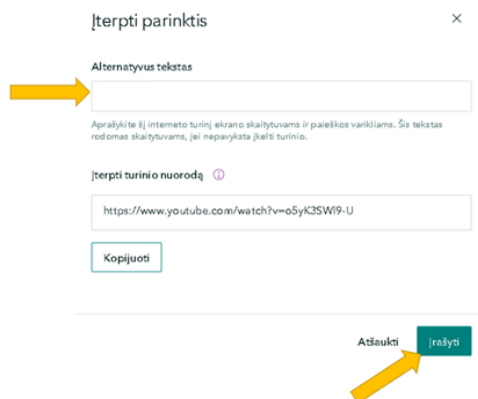 Įterpti parinktis
Alternatyvus tekstas
Aprašykite šį interneto turinį ekrano skaitytuvams ir paieškos varikliams. Šis tekstas
rodomas skaitytuvams, jei nepavyksta įkelti turinio.
Įterpti turinio nuorodą
https://www.youtube.com/watch?v=o5yK3SWl9-U
Kopijuoti
Atšaukti Įrašyti